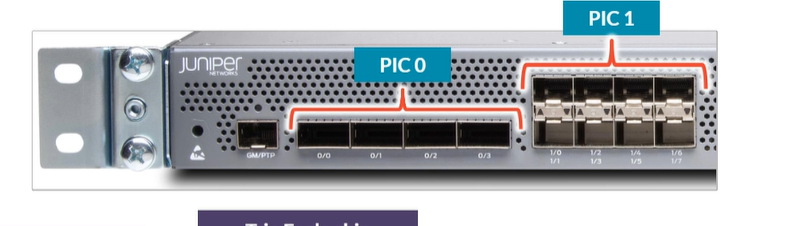 PIC 1
PIC 0
JUNIPER
NETWORKS
GM/PTP
0/0
0/1
0/2
0/3
1/0
1/2
1/4
1/6
1/1
1/3
1/5
1/7